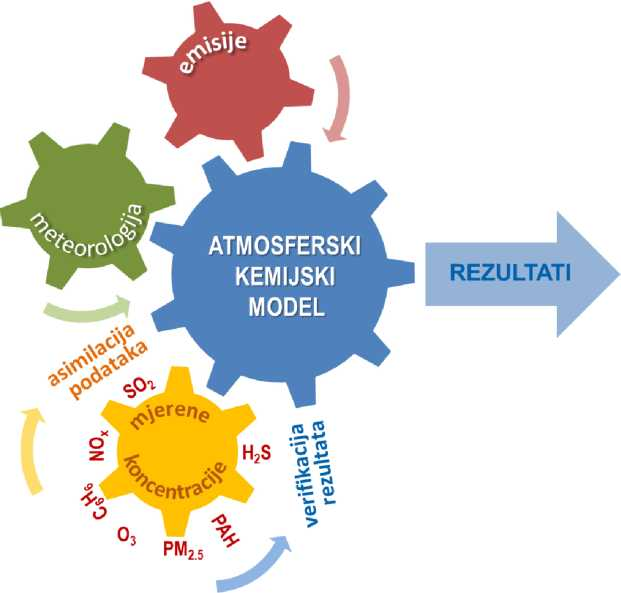 emisije
meteorologija
ATMOSFERSKI
KEMIJSKI
MODEL
REZULTATI
asimilacija
podataka
SO₂
mjerene
koncentracije
NOₓ
H₂S
C₆H₆
O₃
PM₂.₅
PAH
verifikacija
rezultata